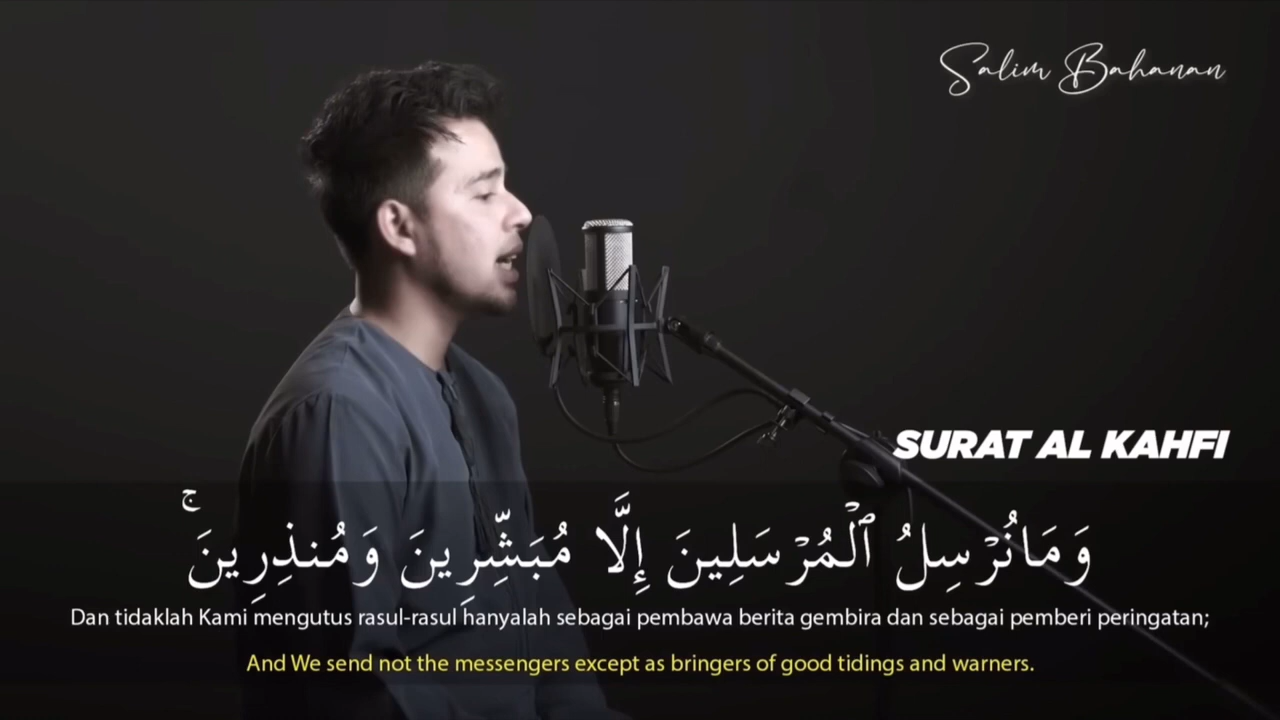 Salim Bahanan
SURAT AL KAHFI
وَمَا نُرْسِلُ ٱلْمُرْسَلِينَ إِلَّا مُبَشِّرِينَ وَمُنذِرِينَ ۚ
Dan tidaklah Kami mengutus rasul-rasul hanyalah sebagai pembawa berita gembira dan sebagai pemberi peringatan;
And We send not the messengers except as bringers of good tidings and warners.